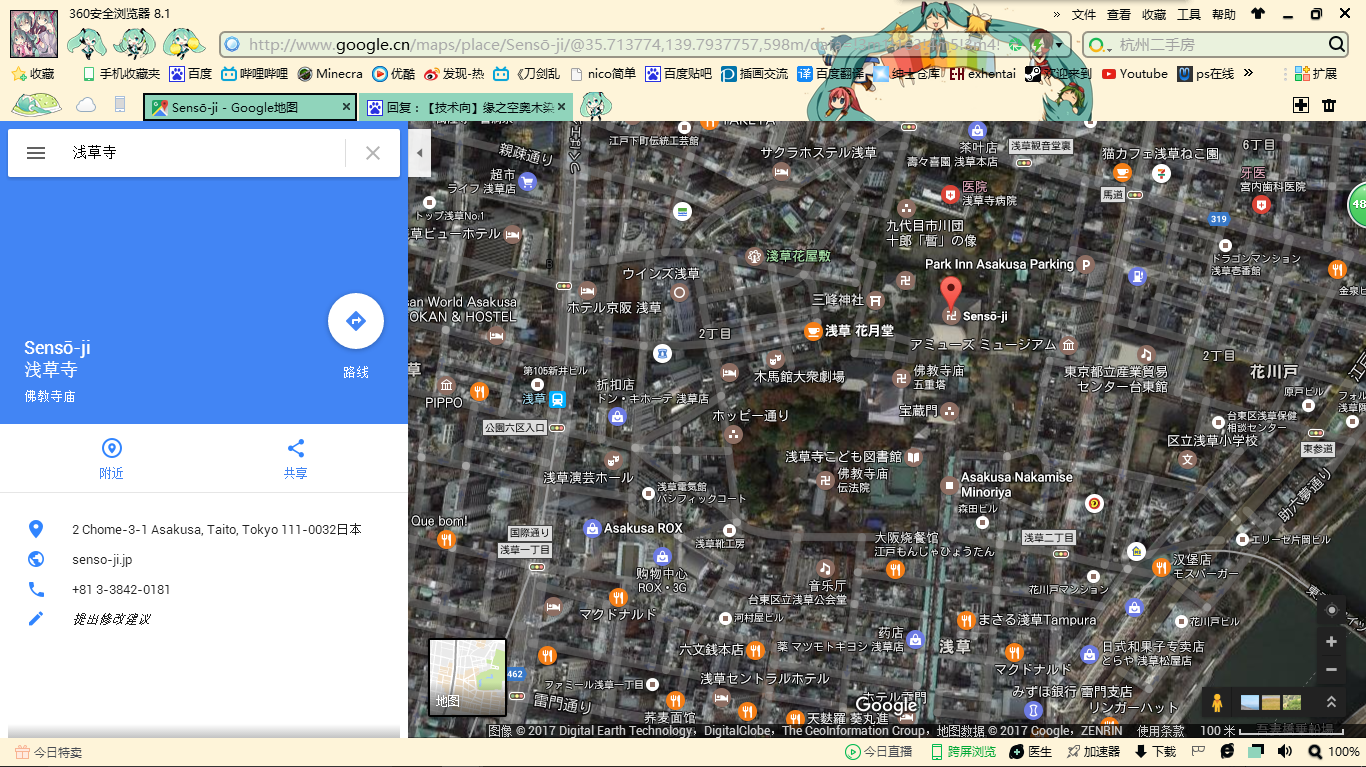 360安全浏览器 8.1
» 文件 查看 收藏 工具 帮助
http://www.google.cn/maps/place/Sensō-ji/@35.713774,139.7937757,598m/
杭州二手房
收藏 手机收藏夹 百度 哔哩哔哩 Minecra 优酷 发现-热 《刀剑乱 nico简单 百度贴吧 插画交流 百度翻译 绅士仓库 exhentai 欢迎来到 Youtube ps在线 » 扩展
Sensō-ji - Google地图
回复：【技术向】缘之空奥木染
浅草寺
Sensō-ji
浅草寺
佛教寺庙
路线
附近
共享
2 Chome-3-1 Asakusa, Taito, Tokyo 111-0032日本
senso-ji.jp
+81 3-3842-0181
提出修改建议
地图
江戸下町伝統工芸館
親疎通り
超市
ライフ 浅草店
トップ浅草No.1
草ビューホテル
サクラホステル浅草
茶叶店
壽々喜園 浅草本店
浅草観音堂裏
猫カフェ浅草ねこ園
6丁目
牙医
宮内歯科医院
馬道
319
医院
浅草寺病院
九代目市川団
十郎「暫」の像
ドラゴンマンション
浅草壱番館
48
浅草花屋敷
Park Inn Asakusa Parking
ウインズ浅草
ホテル京阪 浅草
san World Asakusa
OKAN & HOSTEL
三峰神社
Sensō-ji
金泉ビ
2丁目
浅草 花月堂
アミューズ ミュージアム
2丁目
花川戸
草
第105新井ビル
浅草
折扣店
ドン・キホーテ 浅草店
木馬館大衆劇場
佛教寺庙
五重塔
東京都立産業貿易
センター台東館
原戸ビル
江戸
PIPPO
公園六区入口
ホッピー通り
宝蔵門
台東区立浅草保健
相談センター
フォル
浅草隅
区立浅草小学校
東参道
浅草寺こども図書館
佛教寺庙
伝法院
浅草演芸ホール
浅草電気館
パシフィックコート
Asakusa Nakamise
Minoriya
森田ビル
助六夢通り
Que bom!
国際通り
浅草一丁目
Asakusa ROX
浅草靴工房
大阪烧餐馆
江戸もんじゃひょうたん
浅草二丁目
エリーセ片岡ビル
购物中心
ROX・3G
音乐厅
台東区立浅草公会堂
汉堡店
モスバーガー
花川戸マンション
マクドナルド
河村屋ビル
まさる浅草Tampura
花川戸ビル
六文銭本店
药店
薬 マツモトキヨシ 浅草店
浅草
日式和果子专卖店
とらや 浅草松屋店
マクドナルド
462
ファミール浅草一丁目
浅草セントラルホテル
みずほ銀行 雷門支店
リンガーハット
雷門通り
荞麦面馆
天麩羅 葵丸進
ホテル雷門
Google
图像 © 2017 Digital Earth Technology，DigitalGlobe，The GeoInformation Group，地图数据 © 2017 Google，ZENRIN 使用条款 100 米
今日特卖
今日直播 跨屏浏览 医生 加速器 下载 100%